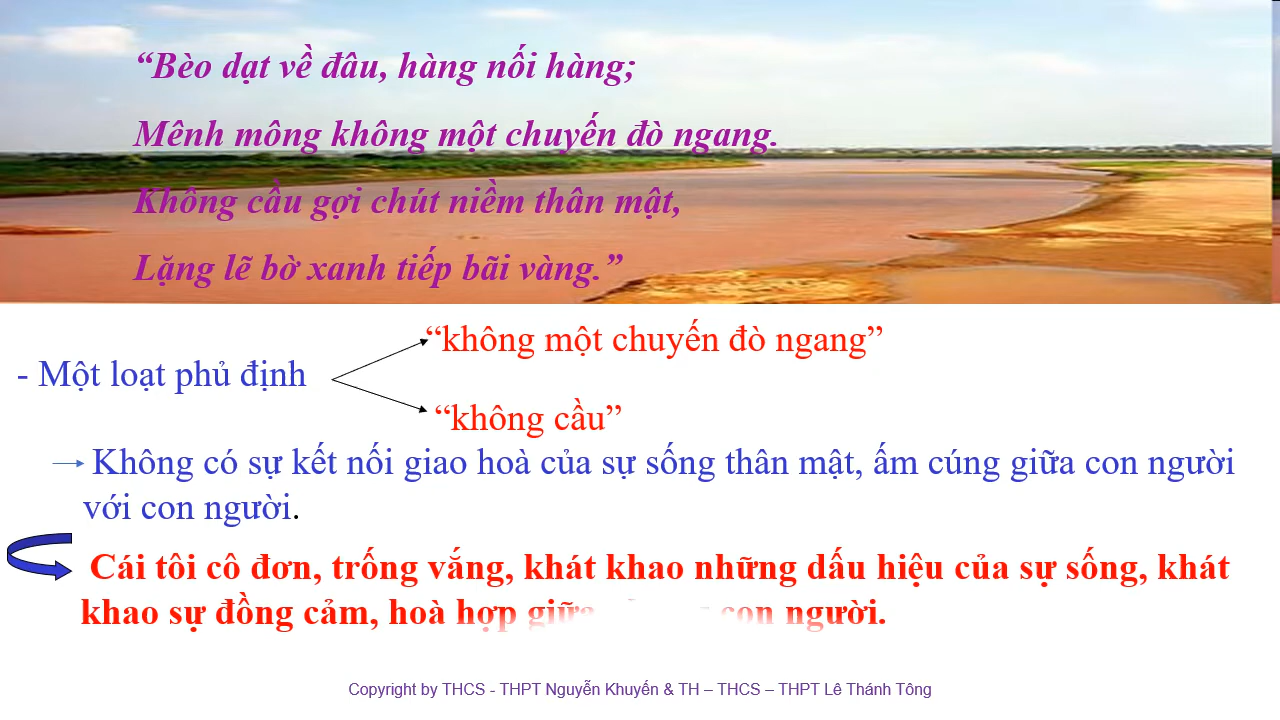 “Bèo dạt về đâu, hàng nối hàng;
Mênh mông không một chuyến đò ngang.
Không cầu gợi chút niềm thân mật,
Lặng lẽ bờ xanh tiếp bãi vàng.”
“không một chuyến đò ngang”
- Một loạt phủ định
“không cầu”
Không có sự kết nối giao hoà của sự sống thân mật, ấm cúng giữa con người
với con người.
Cái tôi cô đơn, trống vắng, khát khao những dấu hiệu của sự sống, khát
khao sự đồng cảm, hoà hợp giữa con người.
Copyright by THCS - THPT Nguyễn Khuyến & TH – THCS – THPT Lê Thánh Tông